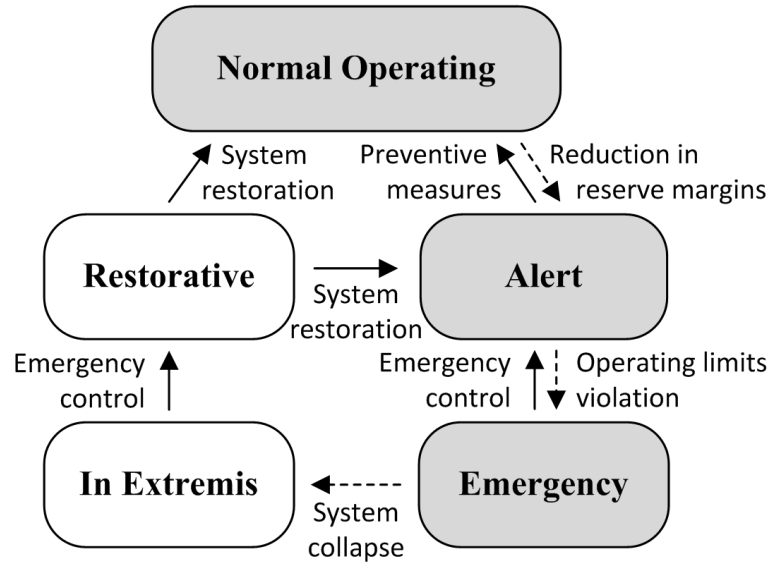 Normal Operating
System
restoration
Preventive
measures
Reduction in
reserve margins
Restorative
System
restoration
Alert
Emergency
control
Emergency
control
Operating limits
violation
In Extremis
System
collapse
Emergency